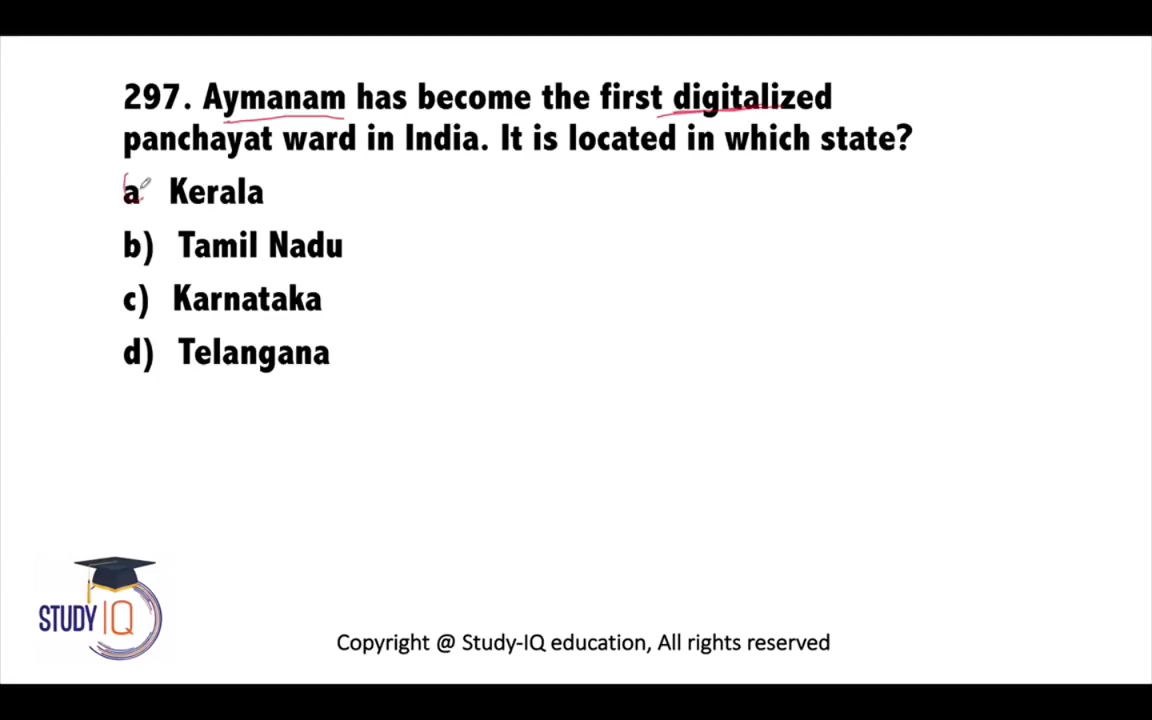 297. Aymanam has become the first digitalized
panchayat ward in India. It is located in which state?
a Kerala
b) Tamil Nadu
c) Karnataka
d) Telangana
STUDY IQ
Copyright @ Study-IQ education, All rights reserved